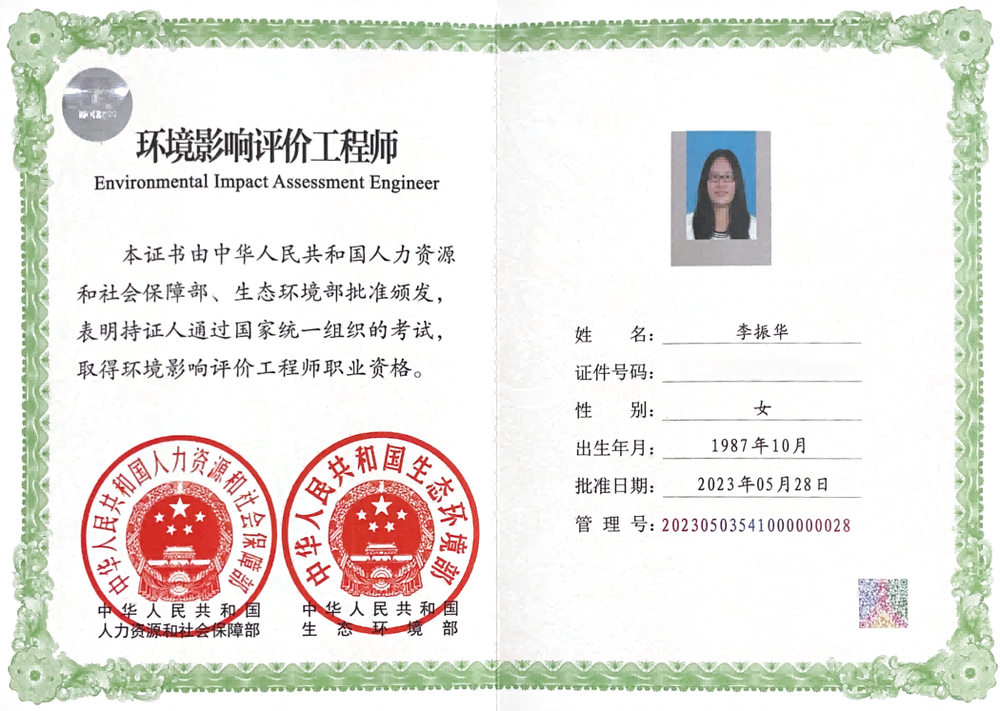 环境影响评价工程师
Environmental Impact Assessment Engineer
本证书由中华人民共和国人力资源
和社会保障部、生态环境部批准颁发，
表明持证人通过国家统一组织的考试，
取得环境影响评价工程师职业资格。
中华人民共和国人力资源和社会保障部
中华人民共和国生态环境部
中华人民共和国
人力资源和社会保障部
中华人民共和国
生态环境部
姓名：李振华
证件号码：
性别：女
出生年月：1987年10月
批准日期：2023年05月28日
管理号：20230503541000000028